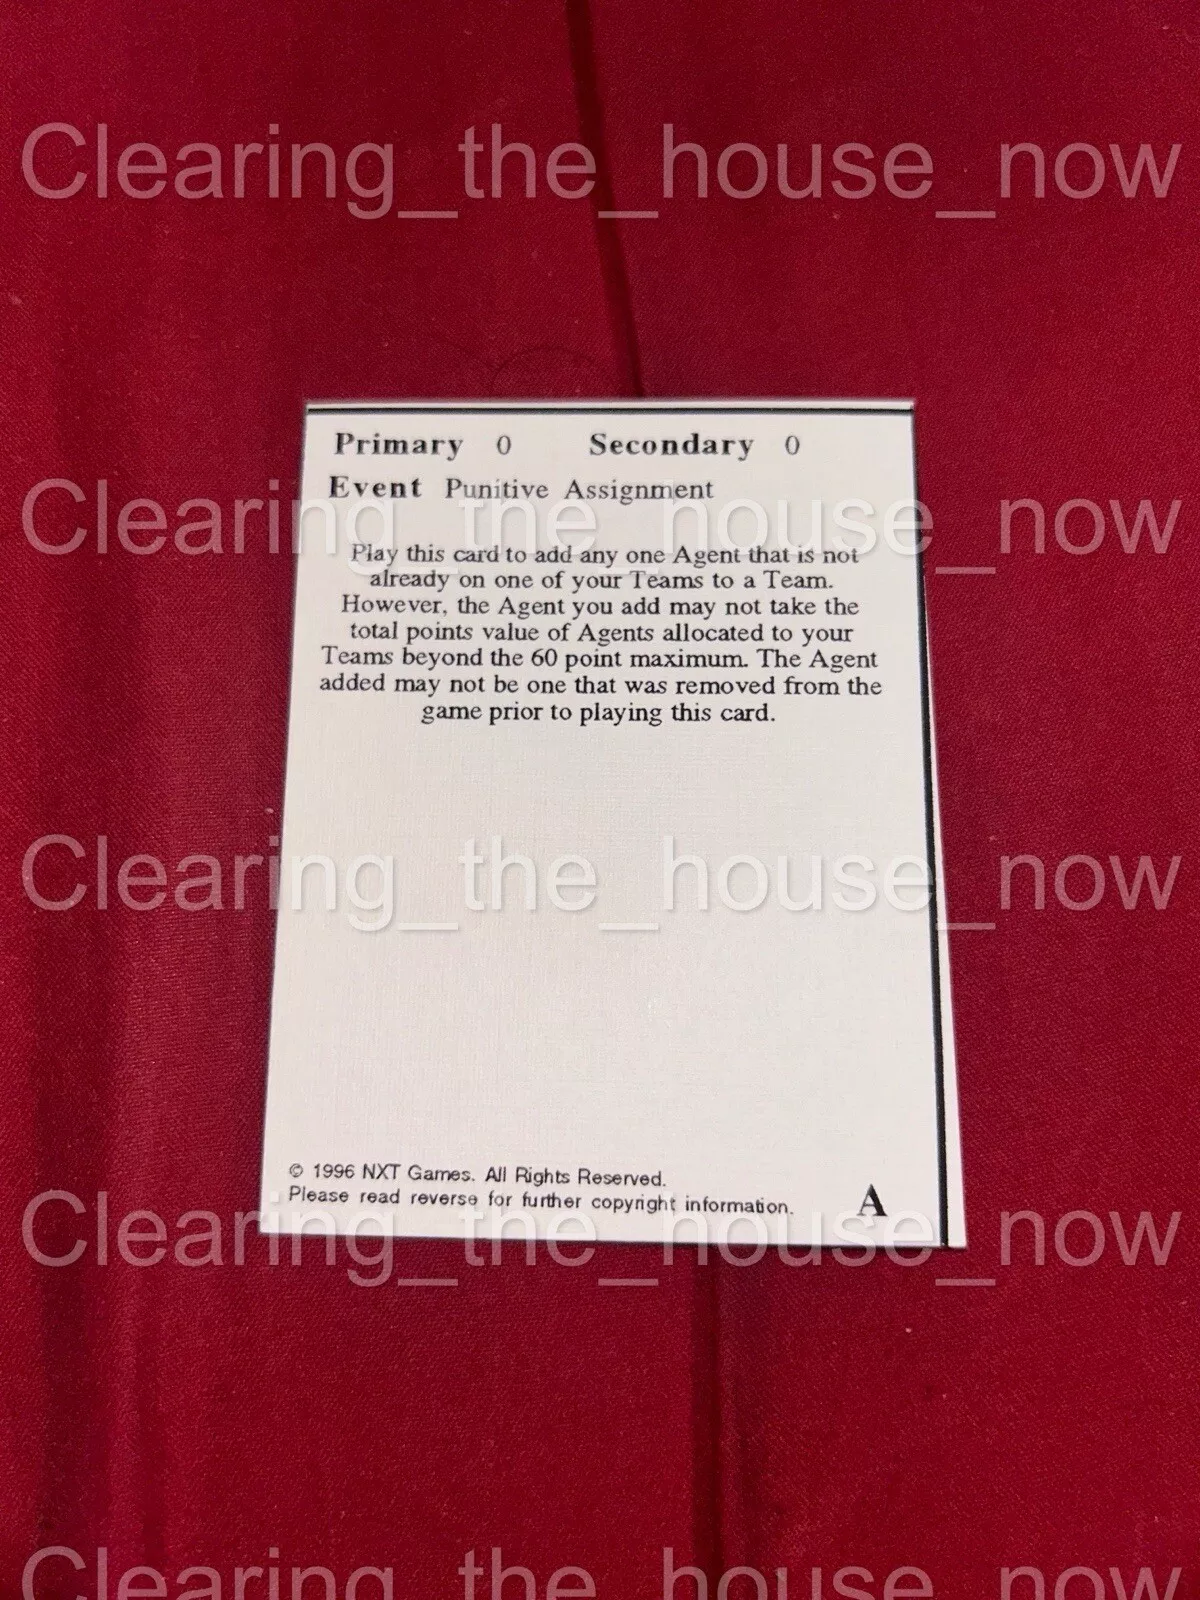 Clearing_the_house_now
Primary 0 Secondary 0
Event Punitive Assignment
Clearing_the_house_now
Play this card to add any one Agent that is not
already on one of your Teams to a Team.
However, the Agent you add may not take the
total points value of Agents allocated to your
Teams beyond the 60 point maximum. The Agent
added may not be one that was removed from the
game prior to playing this card.
Clearing_the_house_now
© 1996 NXT Games. All Rights Reserved.
Please read reverse for further copyright information.
A
Clearing_the_house_now
Clearing_the_house_now